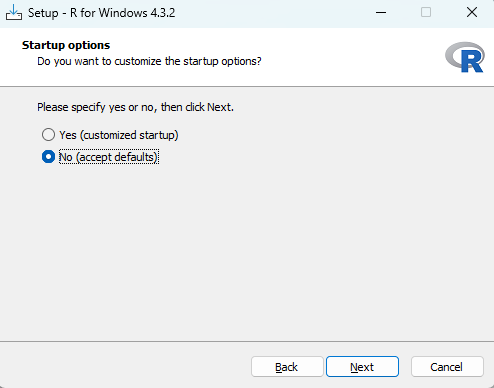 Setup - R for Windows 4.3.2
Startup options
Do you want to customize the startup options?
R
Please specify yes or no, then click Next.
Yes (customized startup)
No (accept defaults)
Back
Next
Cancel